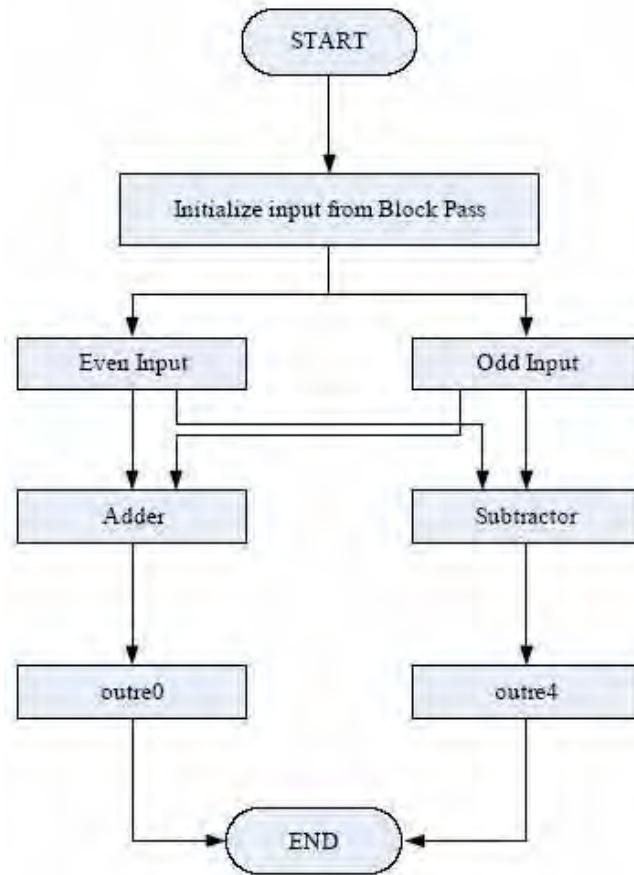 START
Initialize input from Block Pass
Even Input
Odd Input
Adder
Subtractor
outre0
outre4
END